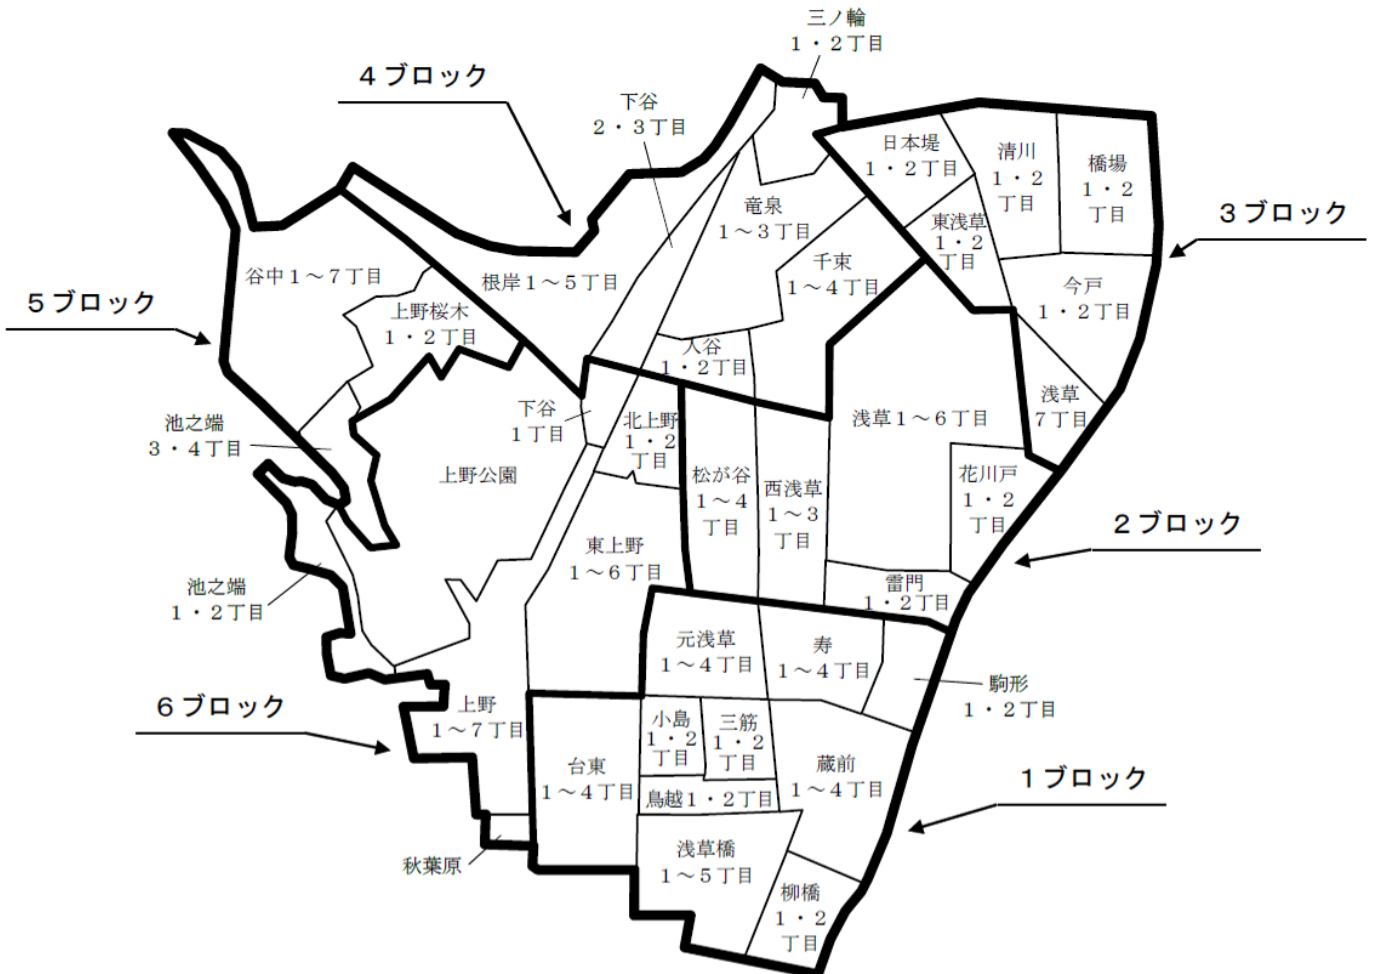 三ノ輪
1・2丁目
4ブロック
下谷
2・3丁目
日本堤
1・2丁目
清川
1・2
丁目
橋場
1・2
丁目
竜泉
1～3丁目
東浅草
1・2
丁目
3ブロック
谷中1～7丁目
根岸1～5丁目
千束
1～4丁目
今戸
1・2丁目
5ブロック
上野桜木
1・2丁目
入谷
1・2丁目
浅草
7丁目
池之端
3・4丁目
下谷
1丁目
北上野
1・2
丁目
浅草1～6丁目
上野公園
松が谷
1～4
丁目
西浅草
1～3
丁目
花川戸
1・2
丁目
2ブロック
東上野
1～6丁目
池之端
1・2丁目
雷門
1・2丁目
元浅草
1～4丁目
寿
1～4丁目
駒形
1・2丁目
6ブロック
上野
1～7丁目
小島
1・2
丁目
三筋
1・2
丁目
台東
1～4丁目
蔵前
1～4丁目
1ブロック
鳥越1・2丁目
秋葉原
浅草橋
1～5丁目
柳橋
1・2
丁目